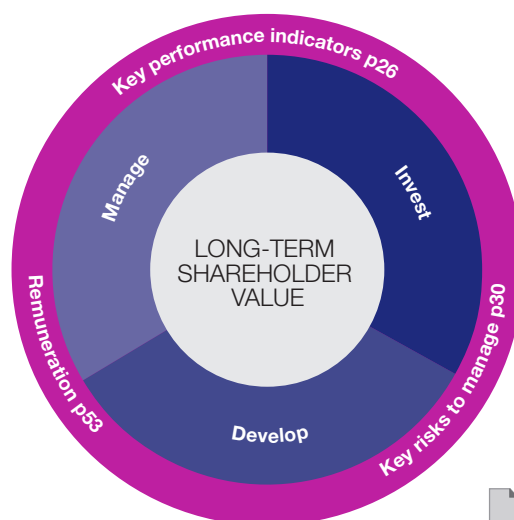 Key performance indicators p26
Manage
Invest
LONG-TERM
SHAREHOLDER
VALUE
Remuneration p53
Key risks to manage p30
Develop